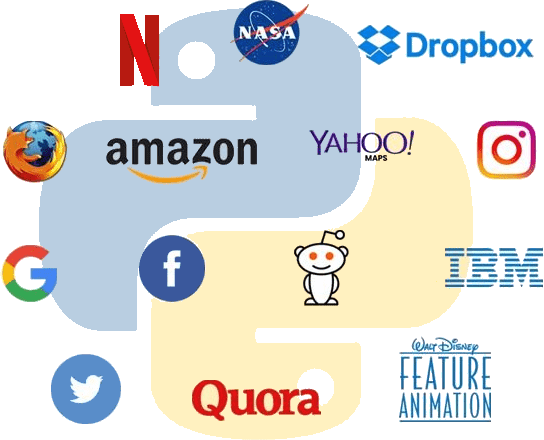 NASA
Dropbox
amazon
YAHOO!
MAPS
IBM
WALT DISNEY
FEATURE
ANIMATION
Quora